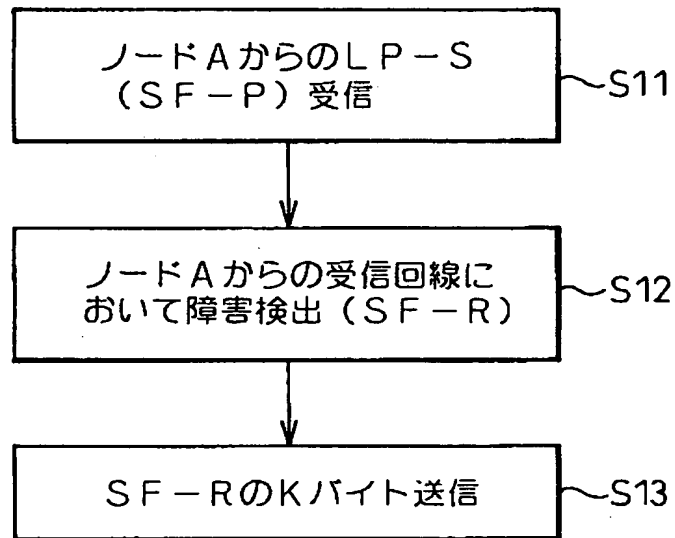 ノードAからのLP－S
（SF－P）受信
S11
ノードAからの受信回線に
おいて障害検出（SF－R）
S12
SF－RのKバイト送信
S13